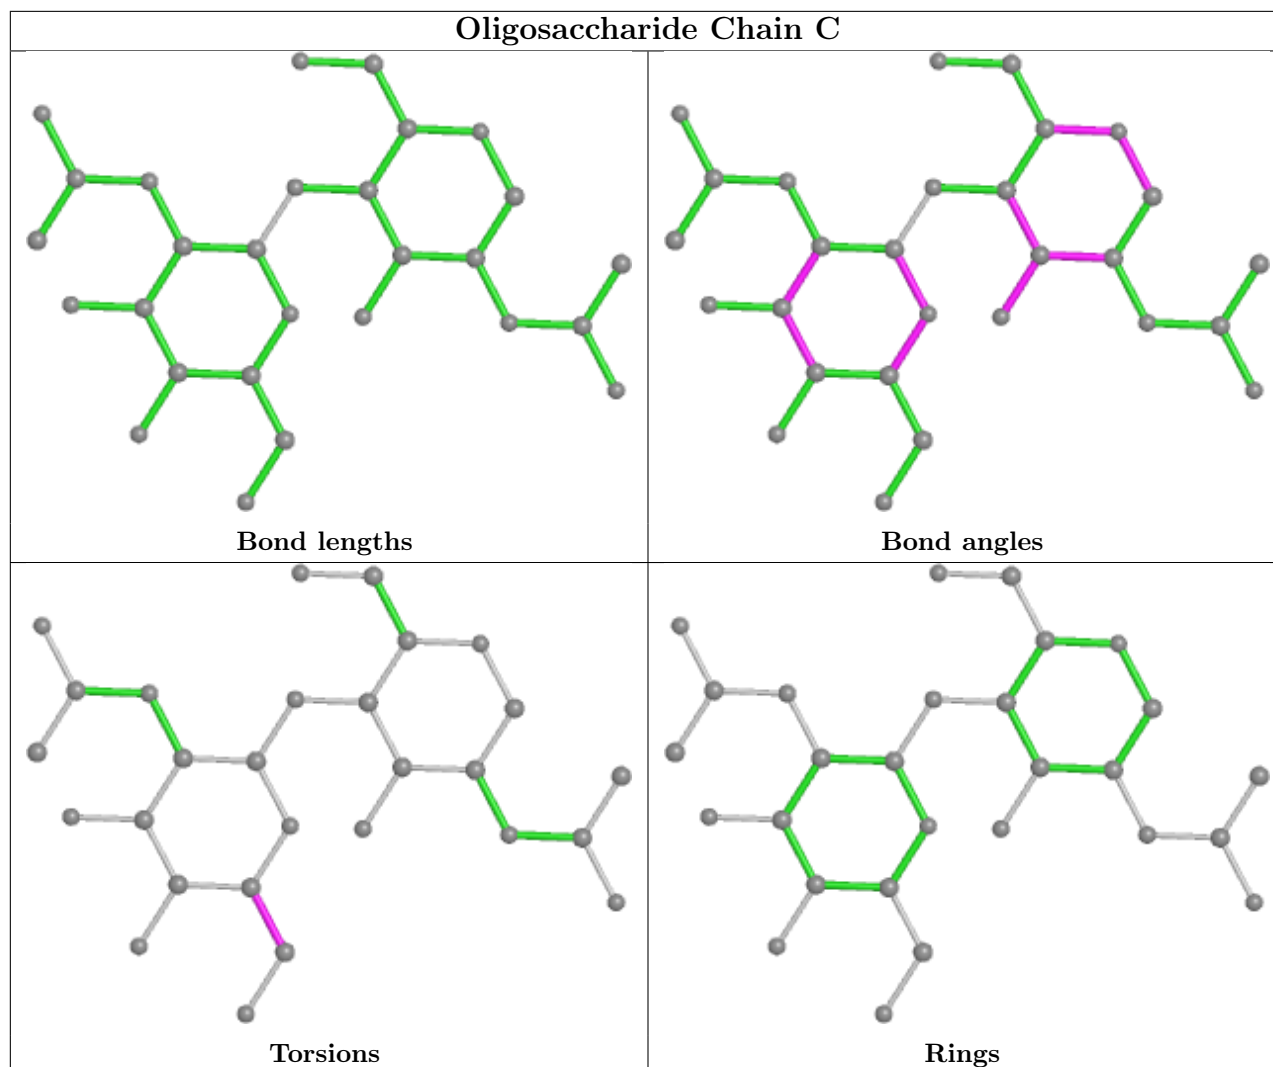 Oligosaccharide Chain C
Bond lengths
Bond angles
Torsions
Rings